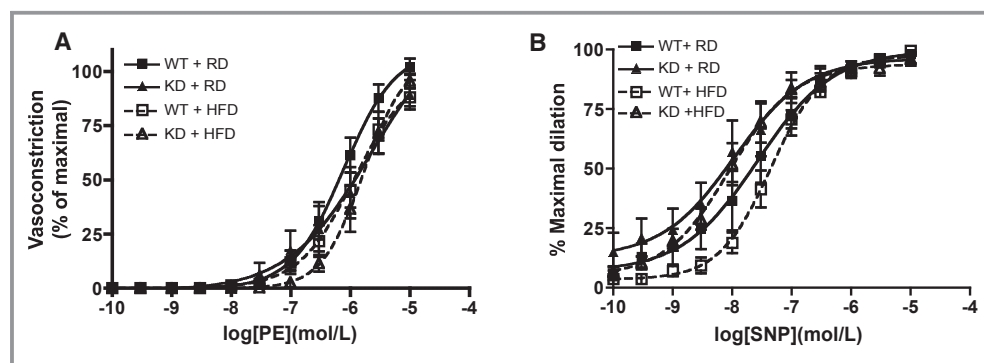 A
B
Vasoconstriction
(% of maximal)
100
75
50
25
0
WT + RD
KD + RD
WT + HFD
KD + HFD
-10
-9
-8
-7
-6
-5
-4
log[PE](mol/L)
% Maximal dilation
100
75
50
25
0
WT+ RD
KD + RD
WT+ HFD
KD +HFD
-10
-9
-8
-7
-6
-5
-4
log[SNP](mol/L)